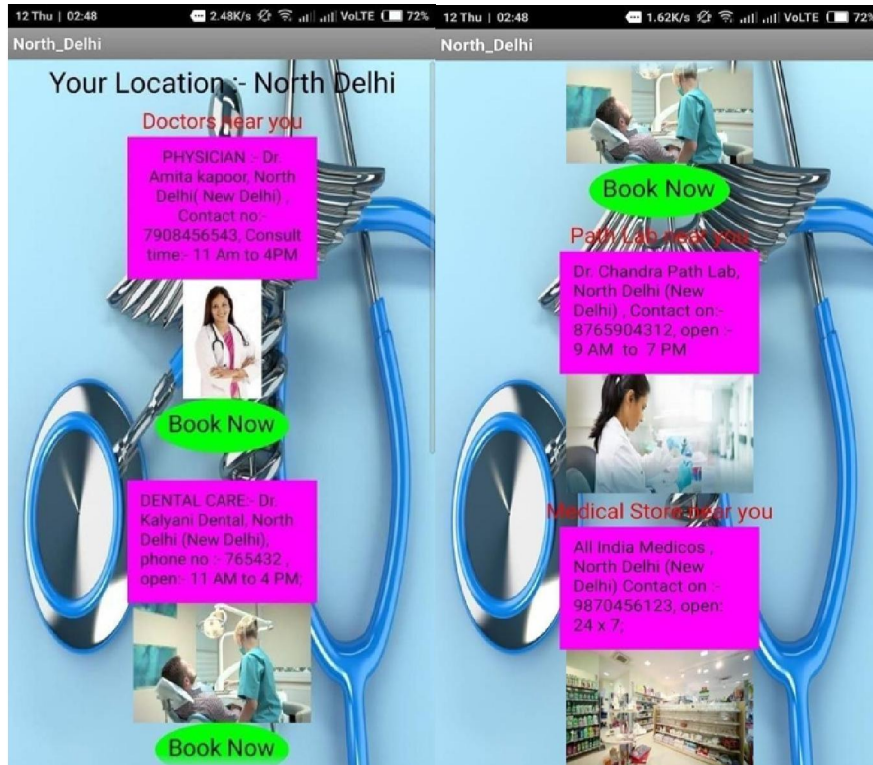 12 Thu | 02:48
2.48K/s
VoLTE
72%
North_Delhi
Your Location :- North Delhi
Doctors near you
PHYSICIAN :- Dr.
Amita kapoor, North
Delhi( New Delhi) ,
Contact no:-
7908456543, Consult
time:- 11 Am to 4PM
Book Now
DENTAL CARE:- Dr.
Kalyani Dental, North
Delhi (New Delhi),
phone no :- 765432 ,
open:- 11 AM to 4 PM;
Book Now
12 Thu | 02:48
1.62K/s
VoLTE
72%
North_Delhi
Book Now
Path Lab near you
Dr. Chandra Path Lab,
North Delhi (New
Delhi) , Contact on:-
8765904312, open :-
9 AM to 7 PM
Medical Store near you
All India Medicos ,
North Delhi (New
Delhi) Contact on :-
9870456123, open:
24 x 7;